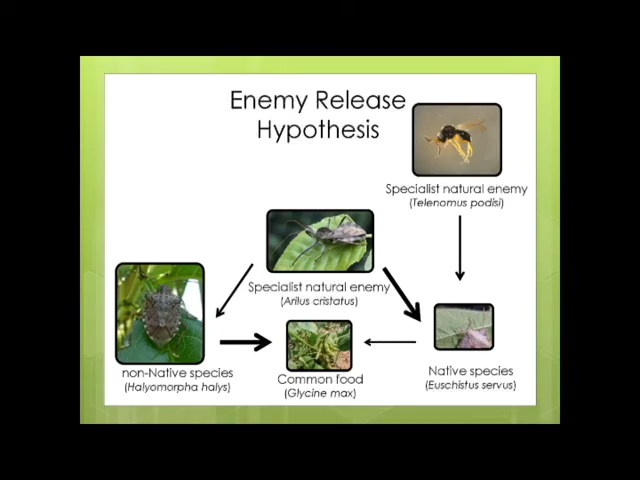 Enemy Release
Hypothesis
Specialist natural enemy
(Telenomus podisi)
Specialist natural enemy
(Arilus cristatus)
non-Native species
(Halyomorpha halys)
Common food
(Glycine max)
Native species
(Euschistus servus)